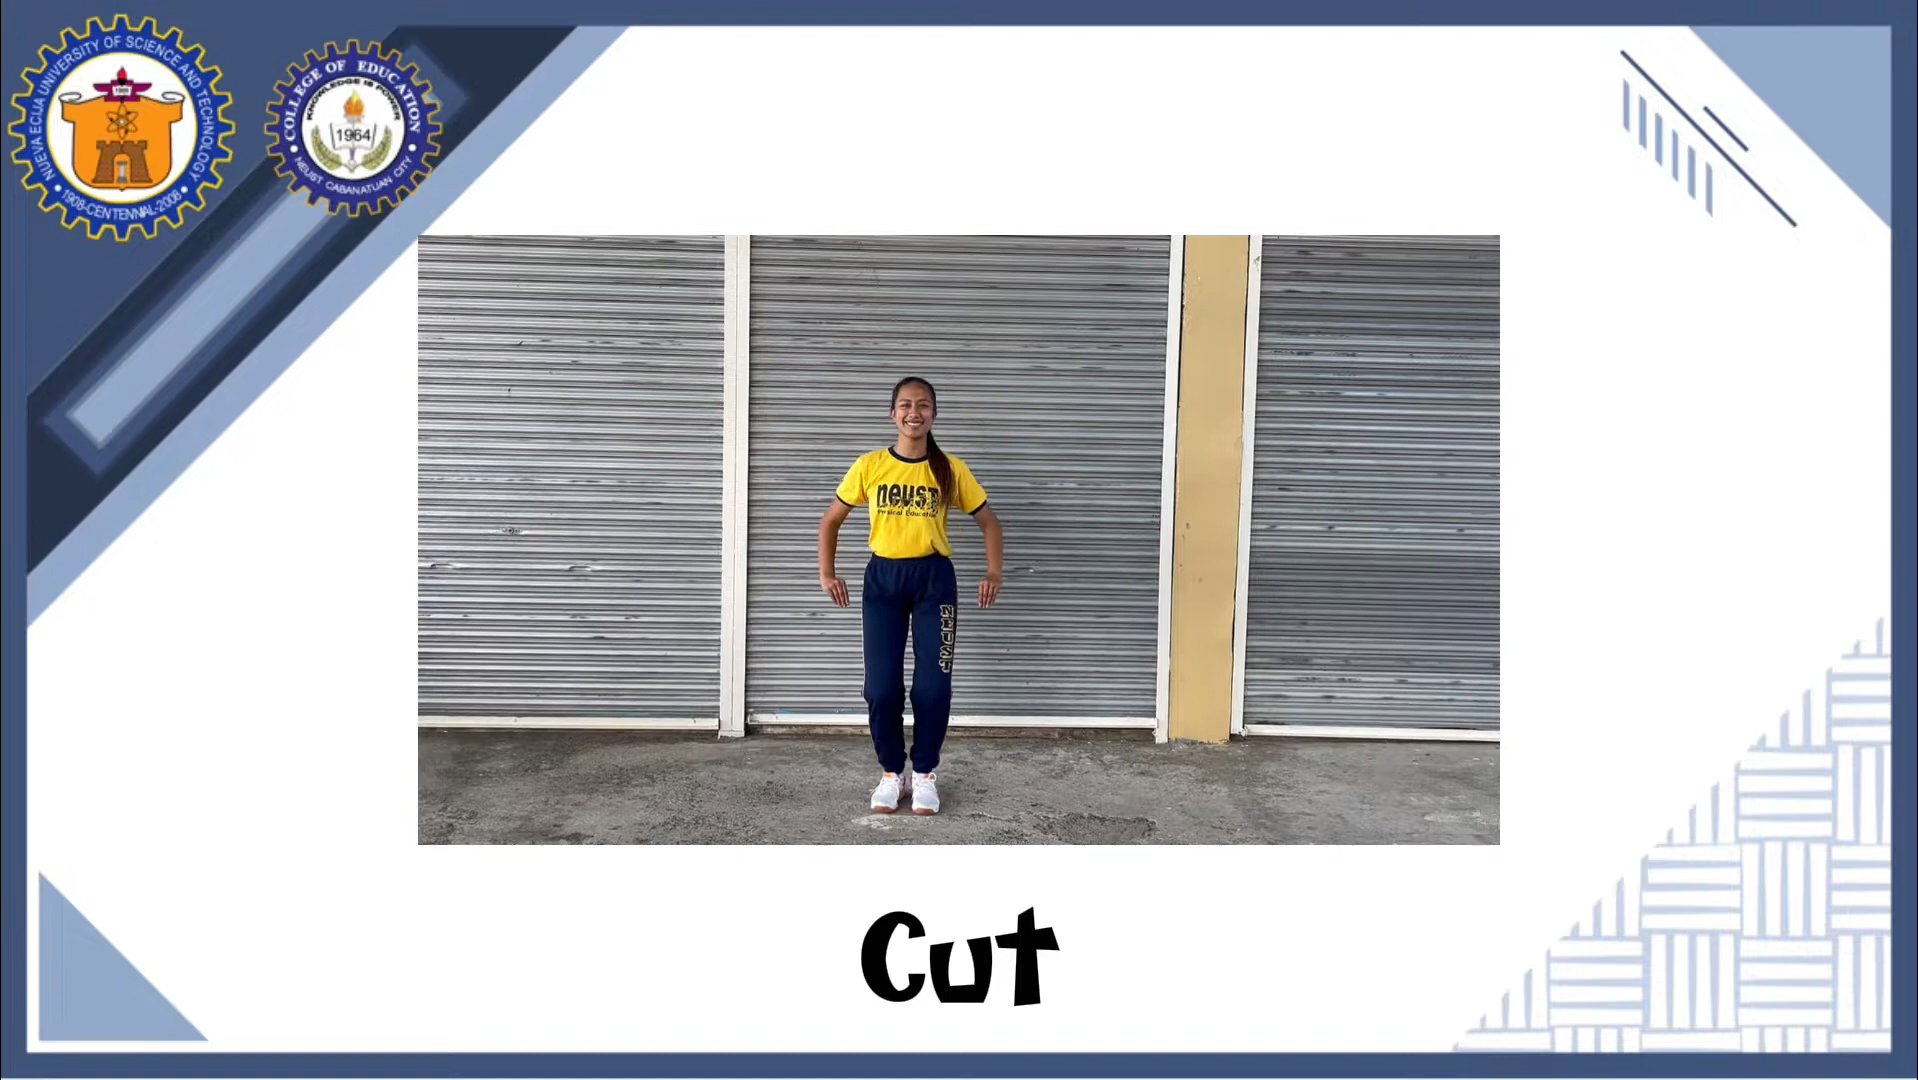 NUEVA ECIJA UNIVERSITY OF SCIENCE AND TECHNOLOGY
1908
1908-CENTENNIAL-2008
COLLEGE OF EDUCATION
KNOWLEDGE IS POWER
1964
NEUST CABANATUAN CITY
neust
Physical Education
NEUST
Cut